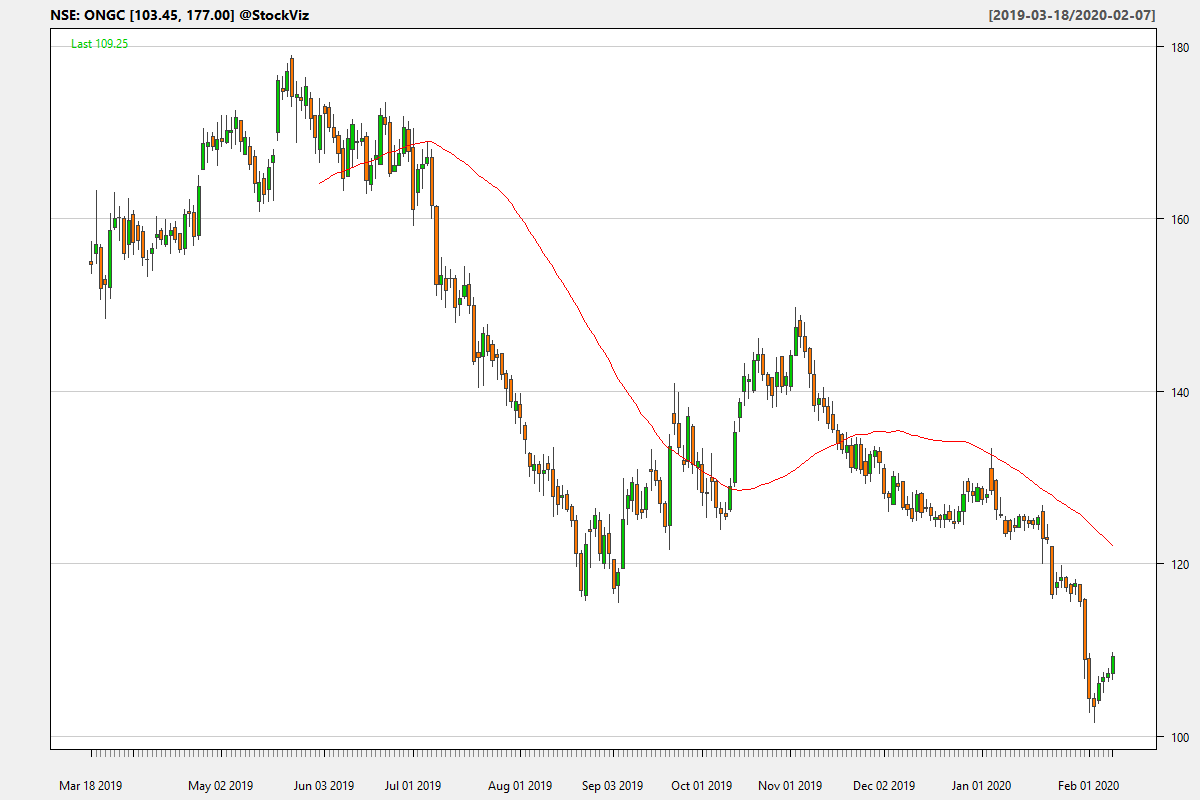 NSE: ONGC [103.45, 177.00] @StockViz
[2019-03-18/2020-02-07]
Last 109.25
180
160
140
120
100
Mar 18 2019 May 02 2019 Jun 03 2019 Jul 01 2019 Aug 01 2019 Sep 03 2019 Oct 01 2019 Nov 01 2019 Dec 02 2019 Jan 01 2020 Feb 01 2020